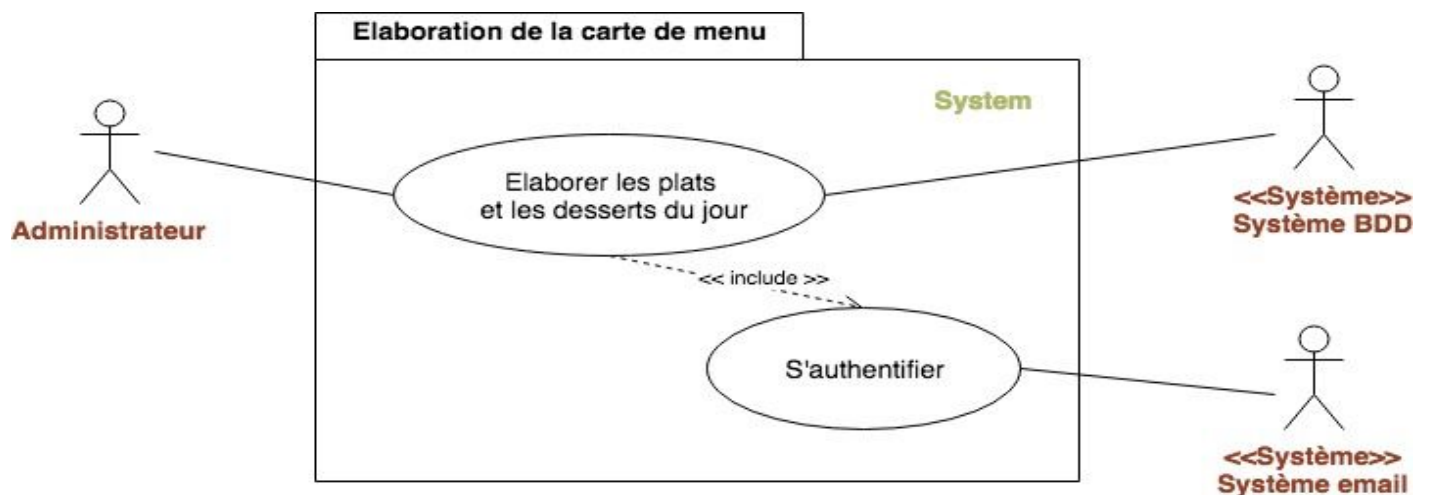 Elaboration de la carte de menu
System
Administrateur
Elaborer les plats
et les desserts du jour
<<Système>>
Système BDD
<< include >>
S'authentifier
<<Système>>
Système email